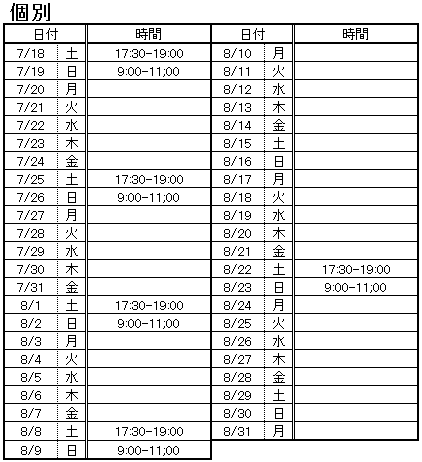 個別
日付 時間 日付 時間
7/18 土 17:30-19:00 8/10 月
7/19 日 9:00-11;00 8/11 火
7/20 月 8/12 水
7/21 火 8/13 木
7/22 水 8/14 金
7/23 木 8/15 土
7/24 金 8/16 日
7/25 土 17:30-19:00 8/17 月
7/26 日 9:00-11;00 8/18 火
7/27 月 8/19 水
7/28 火 8/20 木
7/29 水 8/21 金
7/30 木 8/22 土 17:30-19:00
7/31 金 8/23 日 9:00-11;00
8/1 土 17:30-19:00 8/24 月
8/2 日 9:00-11;00 8/25 火
8/3 月 8/26 水
8/4 火 8/27 木
8/5 水 8/28 金
8/6 木 8/29 土
8/7 金 8/30 日
8/8 土 17:30-19:00 8/31 月
8/9 日 9:00-11;00